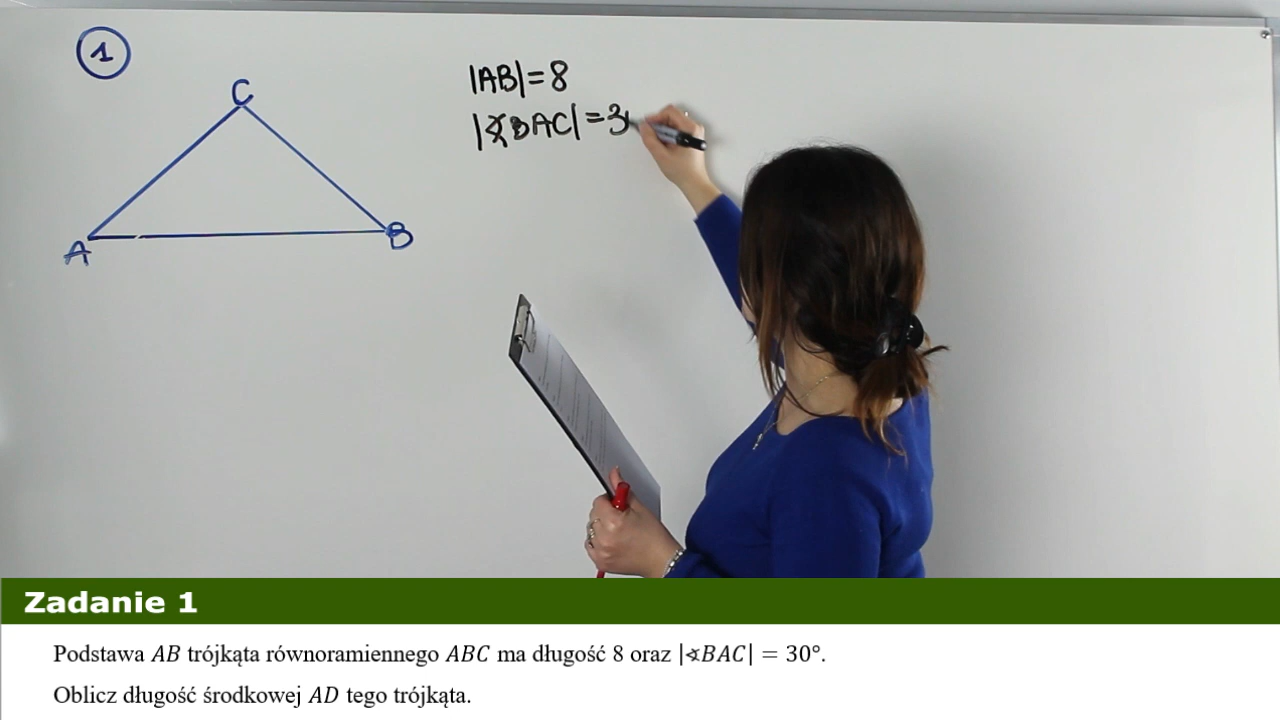 1
C
A
B
|AB|=8
|∢BAC|=3
Zadanie 1
Podstawa AB trójkąta równoramiennego ABC ma długość 8 oraz |∢BAC| = 30°.
Oblicz długość środkowej AD tego trójkąta.